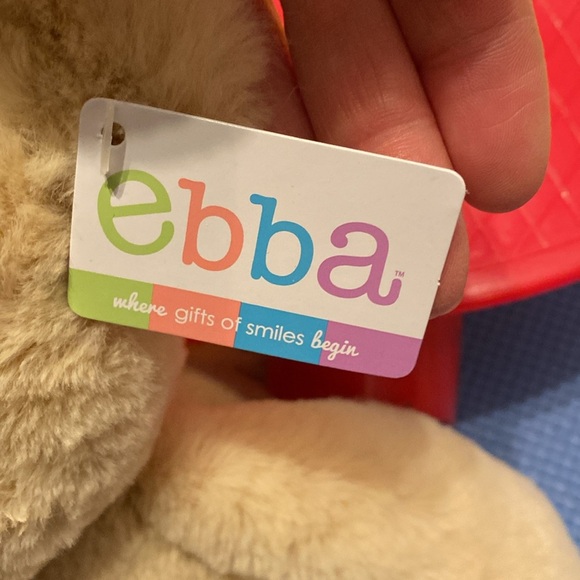 ebba™
where gifts of smiles begin